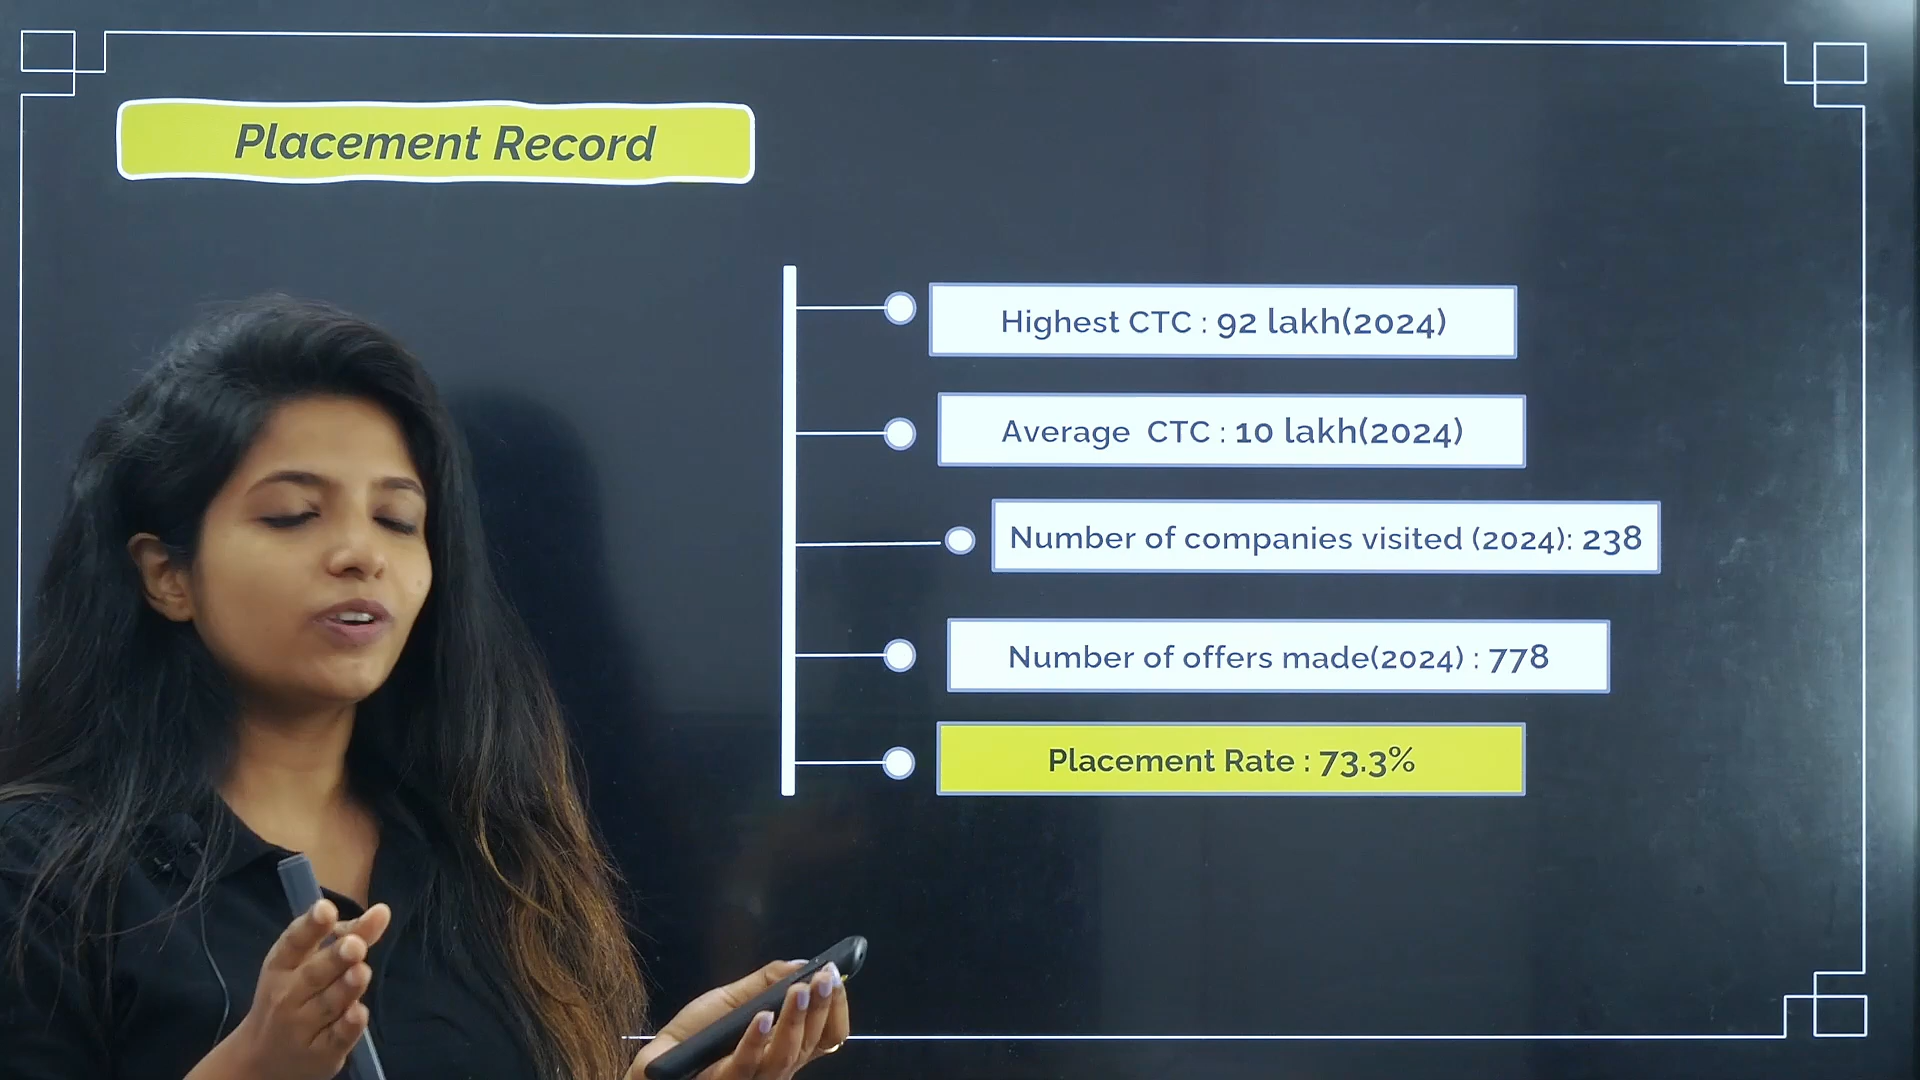 Placement Record
Highest CTC : 92 lakh(2024)
Average CTC : 10 lakh(2024)
Number of companies visited (2024): 238
Number of offers made(2024) : 778
Placement Rate : 73.3%